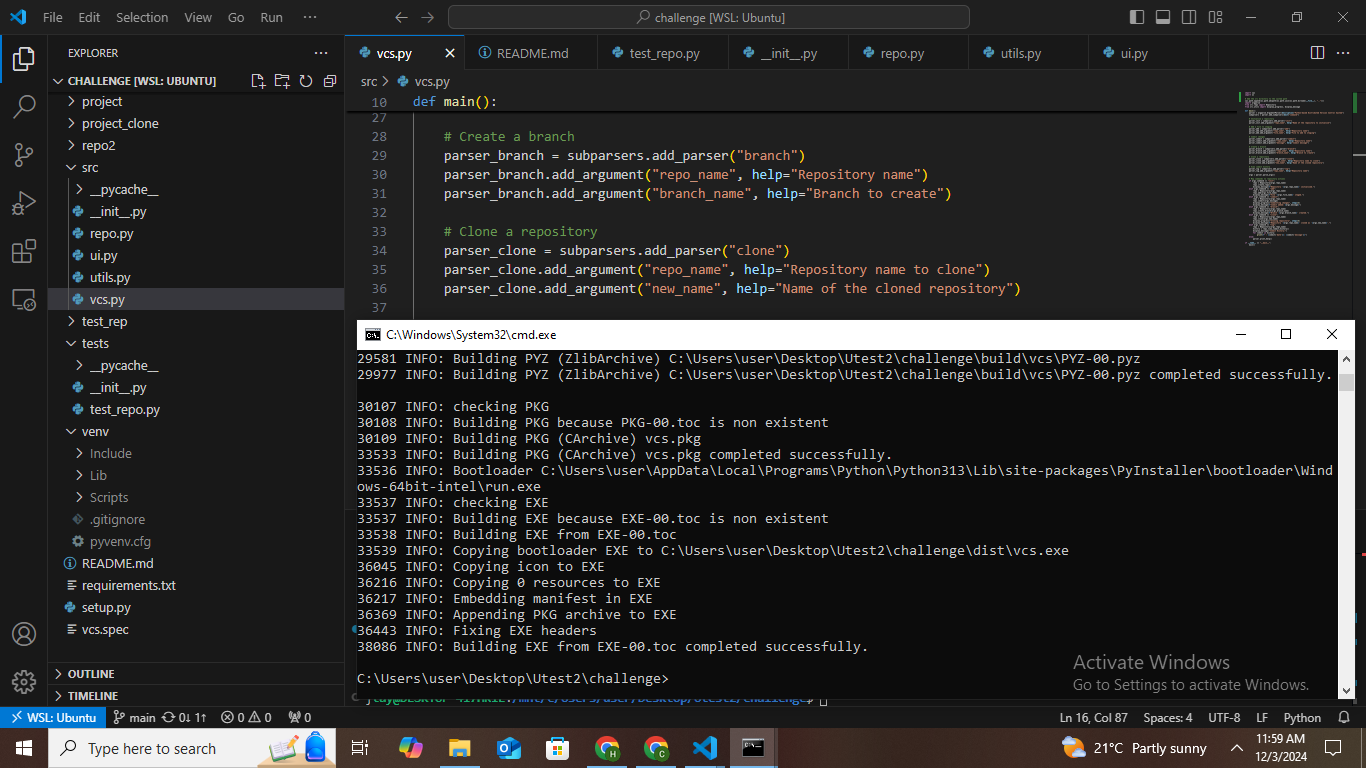 File Edit Selection View Go Run ···
challenge [WSL: Ubuntu]
EXPLORER
CHALLENGE [WSL: UBUNTU]
project
project_clone
repo2
src
__pycache__
__init__.py
repo.py
ui.py
utils.py
vcs.py
test_rep
tests
__pycache__
__init__.py
test_repo.py
venv
Include
Lib
Scripts
.gitignore
pyvenv.cfg
README.md
requirements.txt
setup.py
vcs.spec
OUTLINE
TIMELINE
vcs.py README.md test_repo.py __init__.py repo.py utils.py ui.py
src > vcs.py
10 def main():
27
28 # Create a branch
29 parser_branch = subparsers.add_parser("branch")
30 parser_branch.add_argument("repo_name", help="Repository name")
31 parser_branch.add_argument("branch_name", help="Branch to create")
32
33 # Clone a repository
34 parser_clone = subparsers.add_parser("clone")
35 parser_clone.add_argument("repo_name", help="Repository name to clone")
36 parser_clone.add_argument("new_name", help="Name of the cloned repository")
37
C:\Windows\System32\cmd.exe
29581 INFO: Building PYZ (ZlibArchive) C:\Users\user\Desktop\Utest2\challenge\build\vcs\PYZ-00.pyz
29977 INFO: Building PYZ (ZlibArchive) C:\Users\user\Desktop\Utest2\challenge\build\vcs\PYZ-00.pyz completed successfully.
30107 INFO: checking PKG
30108 INFO: Building PKG because PKG-00.toc is non existent
30109 INFO: Building PKG (CArchive) vcs.pkg
33533 INFO: Building PKG (CArchive) vcs.pkg completed successfully.
33536 INFO: Bootloader C:\Users\user\AppData\Local\Programs\Python\Python313\Lib\site-packages\PyInstaller\bootloader\Wind
ows-64bit-intel\run.exe
33537 INFO: checking EXE
33537 INFO: Building EXE because EXE-00.toc is non existent
33538 INFO: Building EXE from EXE-00.toc
33539 INFO: Copying bootloader EXE to C:\Users\user\Desktop\Utest2\challenge\dist\vcs.exe
36045 INFO: Copying icon to EXE
36216 INFO: Copying 0 resources to EXE
36217 INFO: Embedding manifest in EXE
36369 INFO: Appending PKG archive to EXE
36443 INFO: Fixing EXE headers
38086 INFO: Building EXE from EXE-00.toc completed successfully.
C:\Users\user\Desktop\Utest2\challenge>
Activate Windows
Go to Settings to activate Windows.
WSL: Ubuntu main 0↓ 1↑ 0 0 0 Ln 16, Col 87 Spaces: 4 UTF-8 LF Python
Type here to search
21°C Partly sunny
11:59 AM
12/3/2024